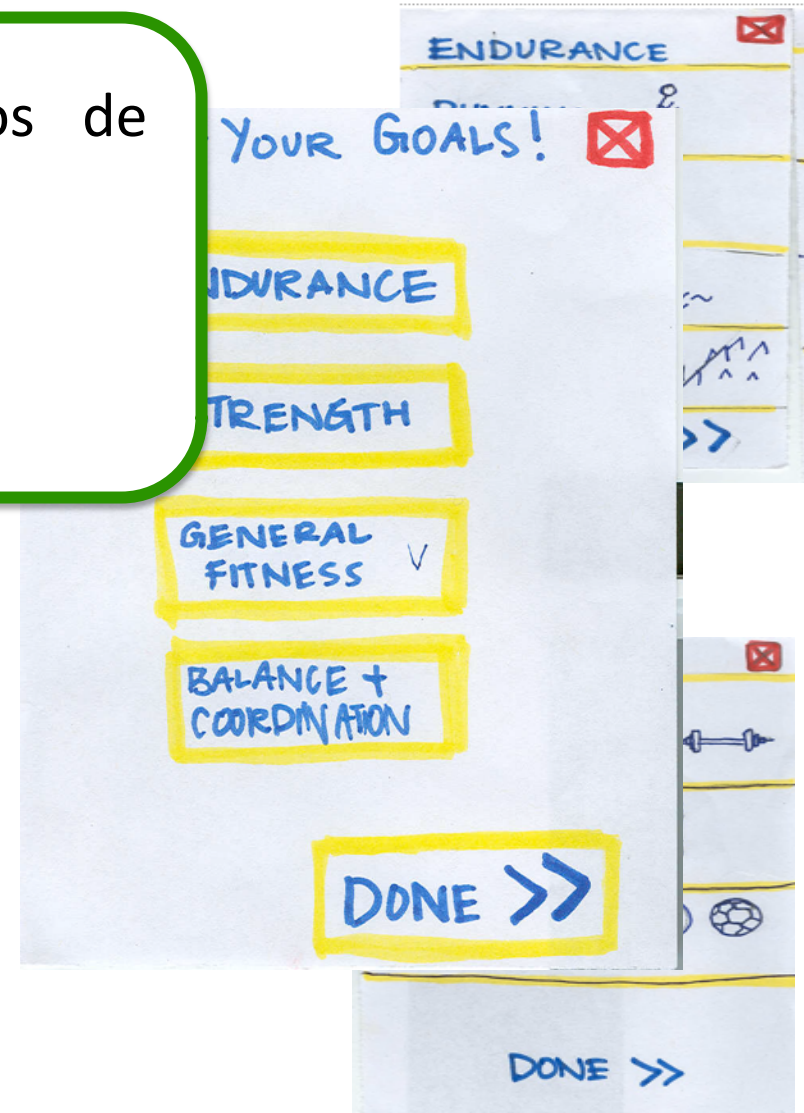 os de
YOUR GOALS!
NDURANCE
TRENGTH
GENERAL
FITNESS V
BALANCE +
COORDINATION
DONE >>
ENDURANCE
>>
DONE >>